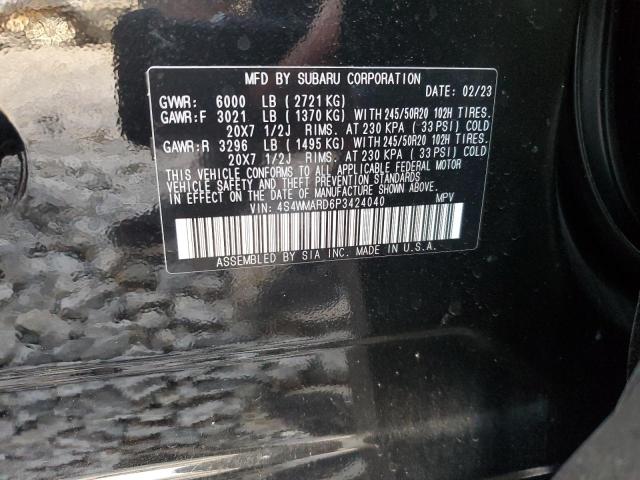 MFD BY SUBARU CORPORATION DATE: 02/23
GVWR: 6000 LB ( 2721 KG)
GAWR:F 3021 LB ( 1370 KG) WITH 245/50R20 102H TIRES.
20X7 1/2J RIMS. AT 230 KPA ( 33 PSI) COLD
GAWR:R 3296 LB ( 1495 KG) WITH 245/50R20 102H TIRES.
20X7 1/2J RIMS. AT 230 KPA ( 33 PSI) COLD
THIS VEHICLE CONFORMS TO ALL APPLICABLE FEDERAL MOTOR
VEHICLE SAFETY AND THEFT PREVENTION STANDARDS
IN EFFECT ON THE DATE OF MANUFACTURE SHOWN ABOVE.
VIN: 4S4WMARD6P3424040 MPV
ASSEMBLED BY SIA INC. MADE IN U.S.A.